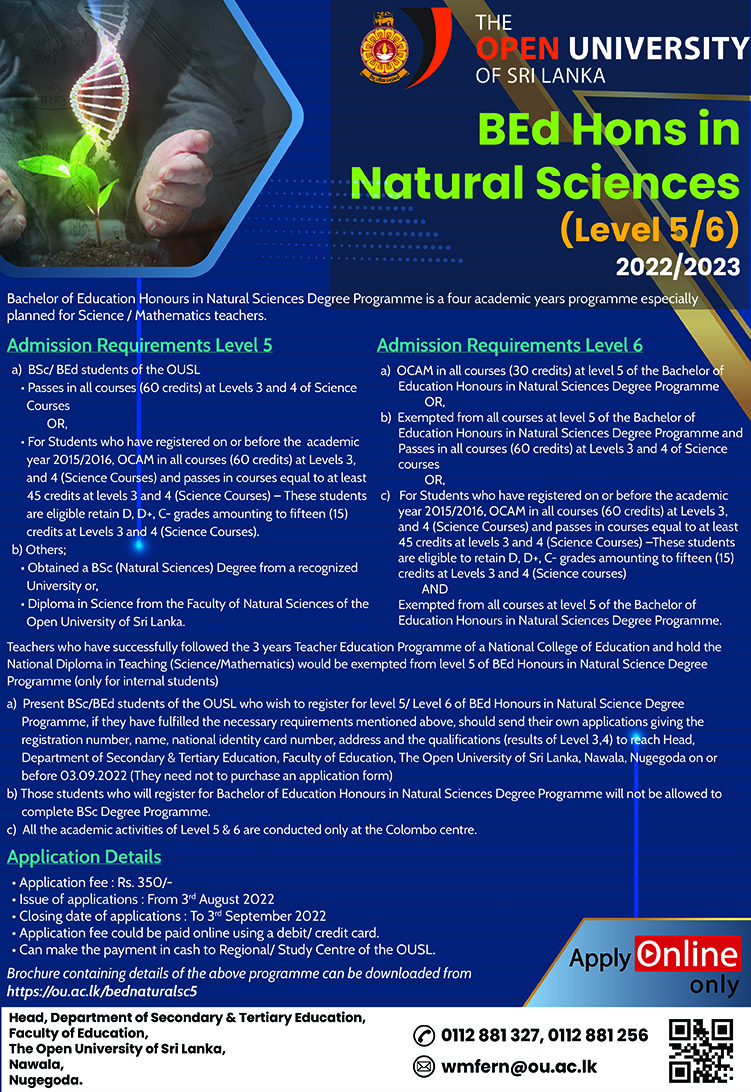 THE
OPEN UNIVERSITY
OF SRI LANKA
BEd Hons in
Natural Sciences
(Level 5/6)
2022/2023
Bachelor of Education Honours in Natural Sciences Degree Programme is a four academic years programme especially
planned for Science / Mathematics teachers.
Admission Requirements Level 5
a) BSc/ BEd students of the OUSL
• Passes in all courses (60 credits) at Levels 3 and 4 of Science
Courses
OR,
• For Students who have registered on or before the academic
year 2015/2016, OCAM in all courses (60 credits) at Levels 3,
and 4 (Science Courses) and passes in courses equal to at least
45 credits at levels 3 and 4 (Science Courses) – These students
are eligible retain D, D+, C- grades amounting to fifteen (15)
credits at Levels 3 and 4 (Science Courses).
b) Others;
• Obtained a BSc (Natural Sciences) Degree from a recognized
University or,
• Diploma in Science from the Faculty of Natural Sciences of the
Open University of Sri Lanka.
Admission Requirements Level 6
a) OCAM in all courses (30 credits) at level 5 of the Bachelor of
Education Honours in Natural Sciences Degree Programme
OR,
b) Exempted from all courses at level 5 of the Bachelor of
Education Honours in Natural Sciences Degree Programme and
Passes in all courses (60 credits) at Levels 3 and 4 of Science
courses
OR,
c) For Students who have registered on or before the academic
year 2015/2016, OCAM in all courses (60 credits) at Levels 3,
and 4 (Science Courses) and passes in courses equal to at least
45 credits at levels 3 and 4 (Science Courses) –These students
are eligible to retain D, D+, C- grades amounting to fifteen (15)
credits at Levels 3 and 4 (Science courses)
AND
Exempted from all courses at level 5 of the Bachelor of
Education Honours in Natural Sciences Degree Programme.
Teachers who have successfully followed the 3 years Teacher Education Programme of a National College of Education and hold the
National Diploma in Teaching (Science/Mathematics) would be exempted from level 5 of BEd Honours in Natural Science Degree
Programme (only for internal students)
a) Present BSc/BEd students of the OUSL who wish to register for level 5/ Level 6 of BEd Honours in Natural Science Degree
Programme, if they have fulfilled the necessary requirements mentioned above, should send their own applications giving the
registration number, name, national identity card number, address and the qualifications (results of Level 3,4) to reach Head,
Department of Secondary & Tertiary Education, Faculty of Education, The Open University of Sri Lanka, Nawala, Nugegoda on or
before 03.09.2022 (They need not to purchase an application form)
b) Those students who will register for Bachelor of Education Honours in Natural Sciences Degree Programme will not be allowed to
complete BSc Degree Programme.
c) All the academic activities of Level 5 & 6 are conducted only at the Colombo centre.
Application Details
• Application fee : Rs. 350/-
• Issue of applications : From 3rd August 2022
• Closing date of applications : To 3rd September 2022
• Application fee could be paid online using a debit/ credit card.
• Can make the payment in cash to Regional/ Study Centre of the OUSL.
Brochure containing details of the above programme can be downloaded from
https://ou.ac.lk/bednaturalsc5
Apply Online
only
Head, Department of Secondary & Tertiary Education,
Faculty of Education,
The Open University of Sri Lanka,
Nawala,
Nugegoda.
0112 881 327, 0112 881 256
wmfern@ou.ac.lk